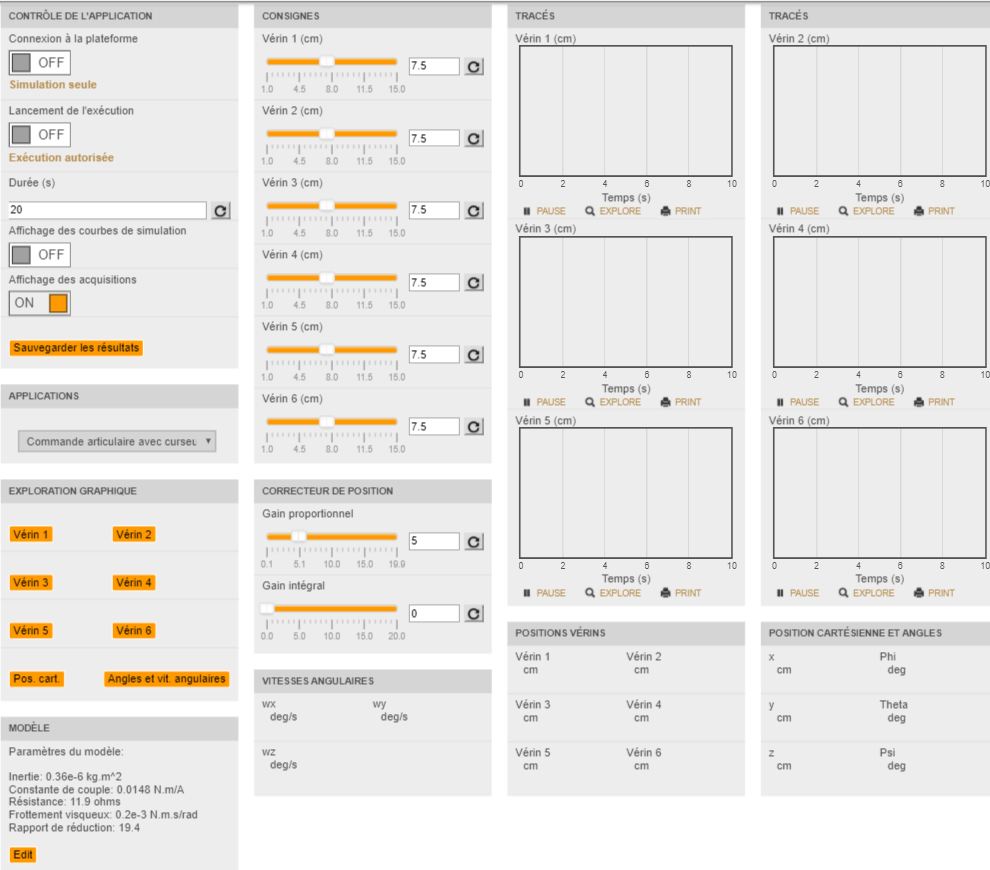 CONTRÔLE DE L'APPLICATION
Connexion à la plateforme
OFF
Simulation seule
Lancement de l'exécution
OFF
Exécution autorisée
Durée (s)
20
Affichage des courbes de simulation
OFF
Affichage des acquisitions
ON
Sauvegarder les résultats
APPLICATIONS
Commande articulaire avec curseu
EXPLORATION GRAPHIQUE
Vérin 1 Vérin 2
Vérin 3 Vérin 4
Vérin 5 Vérin 6
Pos. cart. Angles et vit. angulaires
MODÈLE
Paramètres du modèle:
Inertie: 0.36e-6 kg.m^2
Constante de couple: 0.0148 N.m/A
Résistance: 11.9 ohms
Frottement visqueux: 0.2e-3 N.m.s/rad
Rapport de réduction: 19.4
Edit
CONSIGNES
Vérin 1 (cm)
7.5
1.0 4.5 8.0 11.5 15.0
Vérin 2 (cm)
7.5
1.0 4.5 8.0 11.5 15.0
Vérin 3 (cm)
7.5
1.0 4.5 8.0 11.5 15.0
Vérin 4 (cm)
7.5
1.0 4.5 8.0 11.5 15.0
Vérin 5 (cm)
7.5
1.0 4.5 8.0 11.5 15.0
Vérin 6 (cm)
7.5
1.0 4.5 8.0 11.5 15.0
CORRECTEUR DE POSITION
Gain proportionnel
5
0.1 5.1 10.0 15.0 19.9
Gain intégral
0
0.0 5.0 10.0 15.0 20.0
VITESSES ANGULAIRES
wx wy
deg/s deg/s
wz
deg/s
TRACÉS
Vérin 1 (cm)
0 2 4 6 8 10
Temps (s)
PAUSE EXPLORE PRINT
Vérin 3 (cm)
0 2 4 6 8 10
Temps (s)
PAUSE EXPLORE PRINT
Vérin 5 (cm)
0 2 4 6 8 10
Temps (s)
PAUSE EXPLORE PRINT
POSITIONS VÉRINS
Vérin 1 Vérin 2
cm cm
Vérin 3 Vérin 4
cm cm
Vérin 5 Vérin 6
cm cm
TRACÉS
Vérin 2 (cm)
0 2 4 6 8 10
Temps (s)
PAUSE EXPLORE PRINT
Vérin 4 (cm)
0 2 4 6 8 10
Temps (s)
PAUSE EXPLORE PRINT
Vérin 6 (cm)
0 2 4 6 8 10
Temps (s)
PAUSE EXPLORE PRINT
POSITION CARTÉSIENNE ET ANGLES
x Phi
cm deg
y Theta
cm deg
z Psi
cm deg